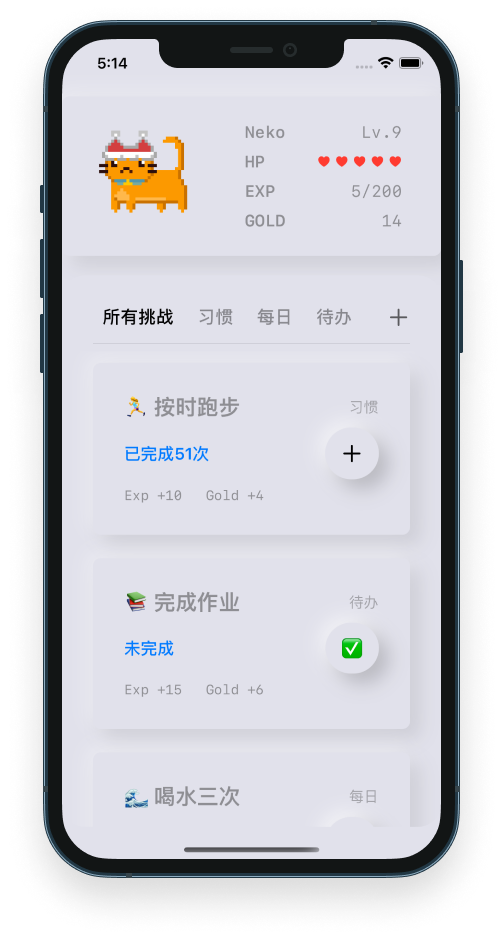 5:14
Neko Lv.9
HP
EXP 5/200
GOLD 14
所有挑战 习惯 每日 待办 +
按时跑步 习惯
已完成51次 +
Exp +10 Gold +4
完成作业 待办
未完成
Exp +15 Gold +6
喝水三次 每日